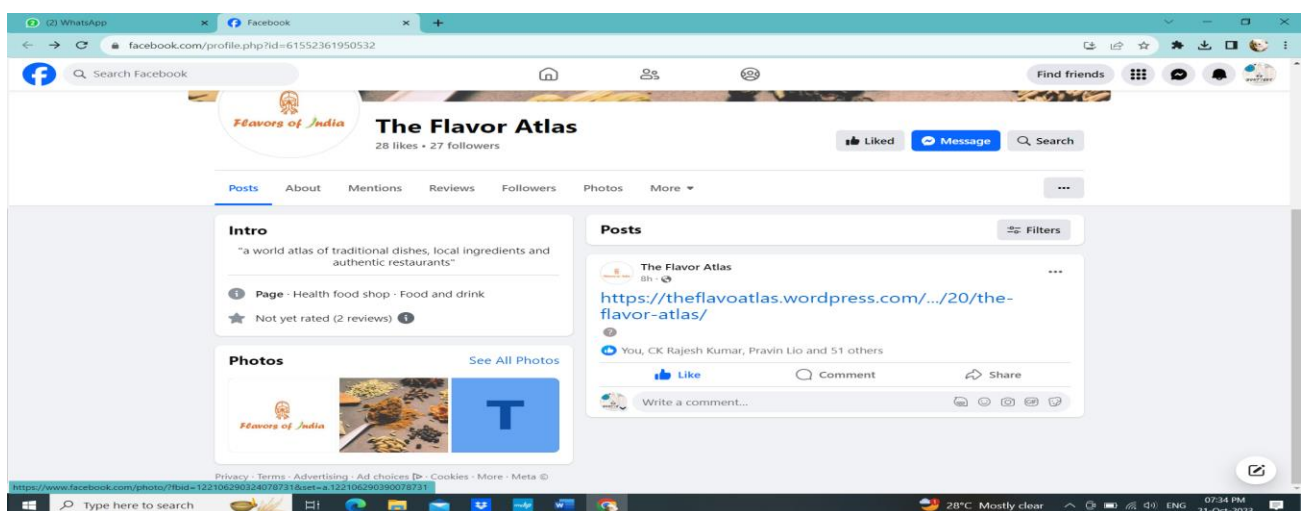 (2) WhatsApp
Facebook
facebook.com/profile.php?id=61552361950532
Search Facebook
Find friends
Flavors of India
The Flavor Atlas
28 likes • 27 followers
Liked
Message
Search
Posts
About
Mentions
Reviews
Followers
Photos
More
Intro
"a world atlas of traditional dishes, local ingredients and
authentic restaurants"
Page · Health food shop · Food and drink
Not yet rated (2 reviews)
Photos
See All Photos
Flavors of India
T
Privacy · Terms · Advertising · Ad choices · Cookies · More · Meta ©
Posts
Filters
The Flavor Atlas
8h
https://theflavoatlas.wordpress.com/.../20/the-
flavor-atlas/
You, CK Rajesh Kumar, Pravin Lio and 51 others
Like
Comment
Share
Write a comment...
https://www.facebook.com/photo/?fbid=122106290324078731&set=a.122106290390078731
Type here to search
28°C Mostly clear
ENG
07:34 PM
21-Oct-2023